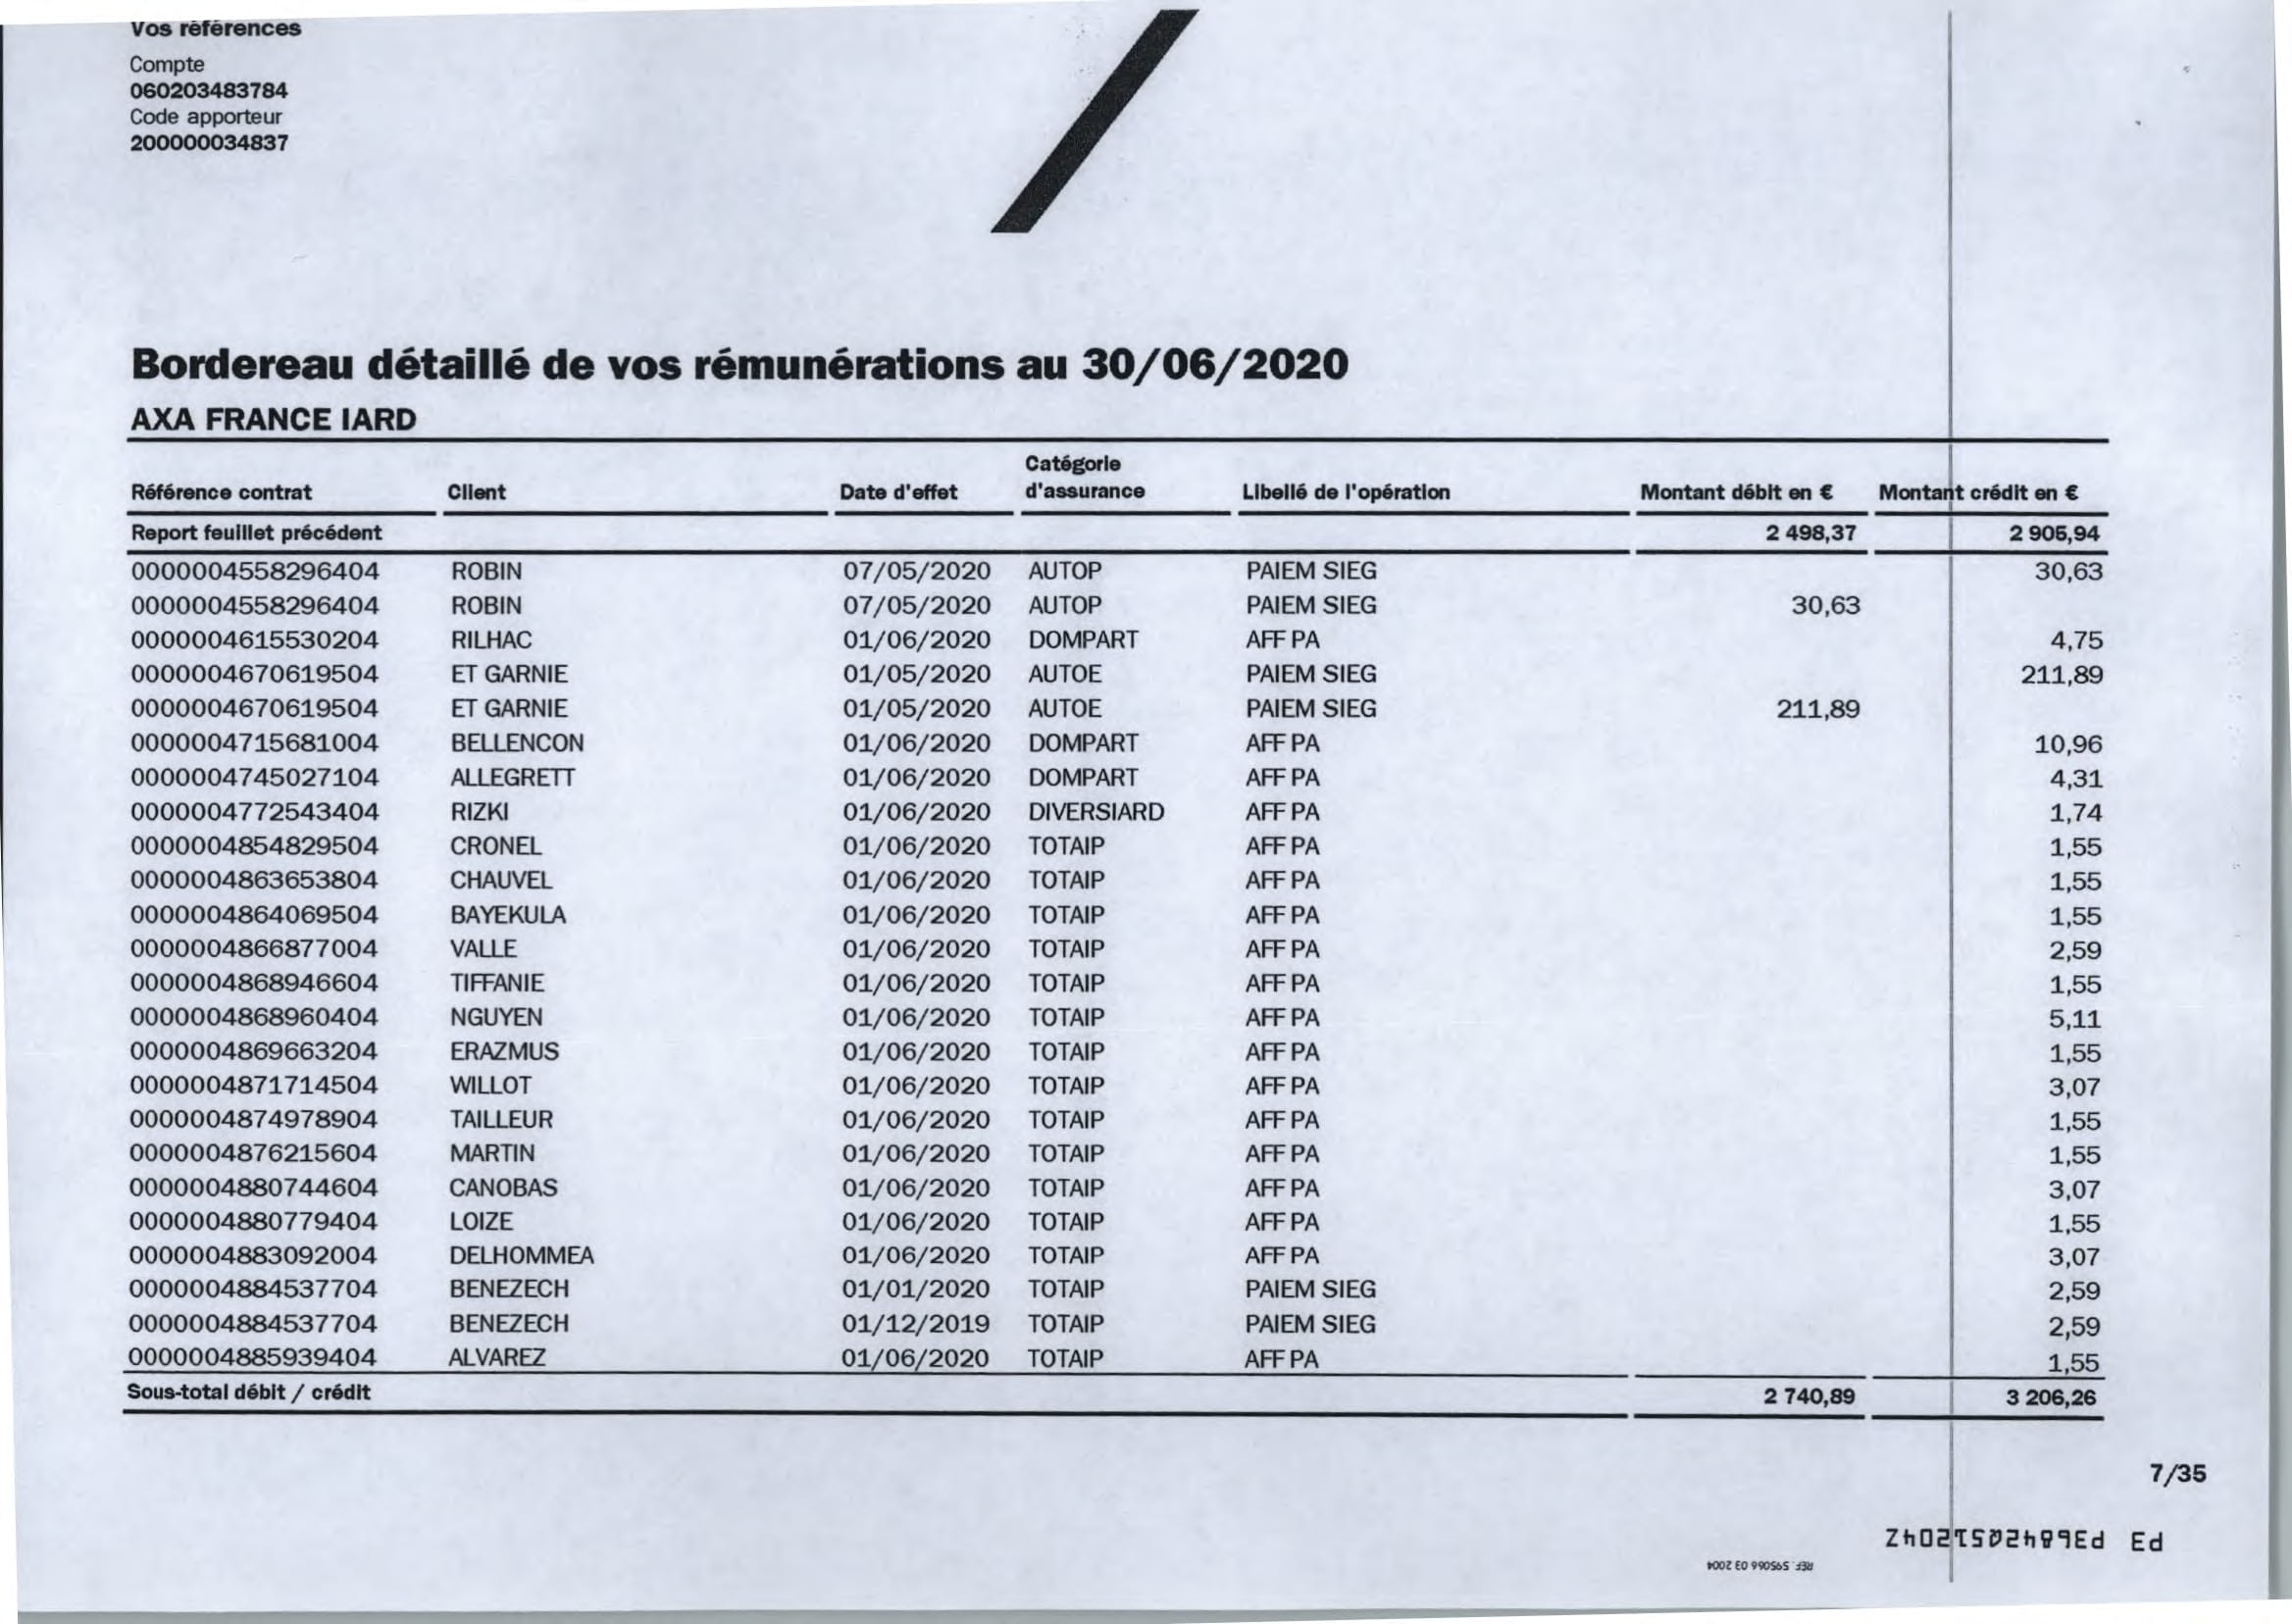 Vos références
Compte
060203483784
Code apporteur
200000034837
Bordereau détaillé de vos rémunérations au 30/06/2020
AXA FRANCE IARD
Référence contrat Client Date d'effet Catégorie d'assurance Libellé de l'opération Montant débit en € Montant crédit en €
Report feuillet précédent 2 498,37 2 905,94
0000004558296404 ROBIN 07/05/2020 AUTOP PAIEM SIEG 30,63
0000004558296404 ROBIN 07/05/2020 AUTOP PAIEM SIEG 30,63
0000004615530204 RILHAC 01/06/2020 DOMPART AFF PA 4,75
0000004670619504 ET GARNIE 01/05/2020 AUTOE PAIEM SIEG 211,89
0000004670619504 ET GARNIE 01/05/2020 AUTOE PAIEM SIEG 211,89
0000004715681004 BELLENCON 01/06/2020 DOMPART AFF PA 10,96
0000004745027104 ALLEGRETT 01/06/2020 DOMPART AFF PA 4,31
0000004772543404 RIZKI 01/06/2020 DIVERSIARD AFF PA 1,74
0000004854829504 CRONEL 01/06/2020 TOTAIP AFF PA 1,55
0000004863653804 CHAUVEL 01/06/2020 TOTAIP AFF PA 1,55
0000004864069504 BAYEKULA 01/06/2020 TOTAIP AFF PA 1,55
0000004866877004 VALLE 01/06/2020 TOTAIP AFF PA 2,59
0000004868946604 TIFFANIE 01/06/2020 TOTAIP AFF PA 1,55
0000004868960404 NGUYEN 01/06/2020 TOTAIP AFF PA 5,11
0000004869663204 ERAZMUS 01/06/2020 TOTAIP AFF PA 1,55
0000004871714504 WILLOT 01/06/2020 TOTAIP AFF PA 3,07
0000004874978904 TAILLEUR 01/06/2020 TOTAIP AFF PA 1,55
0000004876215604 MARTIN 01/06/2020 TOTAIP AFF PA 1,55
0000004880744604 CANOBAS 01/06/2020 TOTAIP AFF PA 3,07
0000004880779404 LOIZE 01/06/2020 TOTAIP AFF PA 1,55
0000004883092004 DELHOMMEA 01/06/2020 TOTAIP AFF PA 3,07
0000004884537704 BENEZECH 01/01/2020 TOTAIP PAIEM SIEG 2,59
0000004884537704 BENEZECH 01/12/2019 TOTAIP PAIEM SIEG 2,59
0000004885939404 ALVAREZ 01/06/2020 TOTAIP AFF PA 1,55
Sous-total débit / crédit 2 740,89 3 206,26
7/35
P3
REF. 595066 03 2004